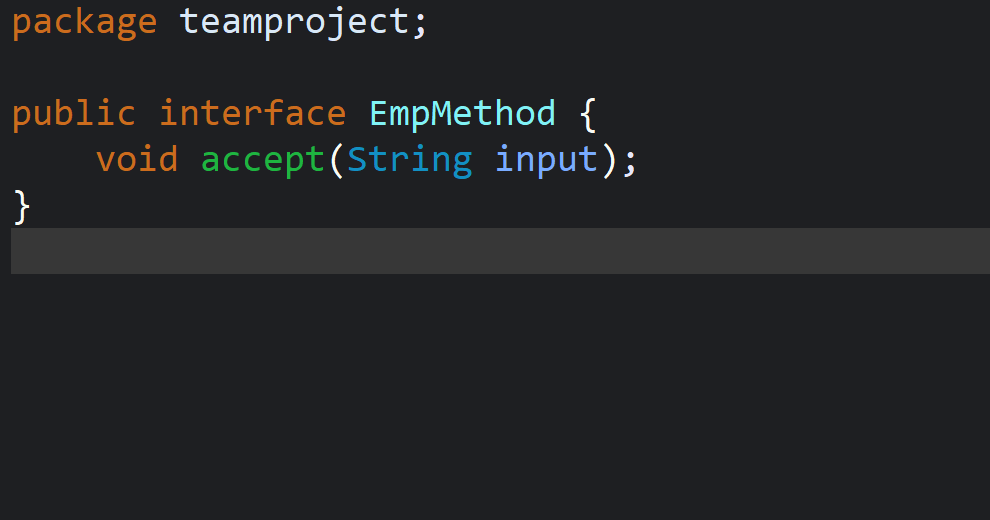 package teamproject;
public interface EmpMethod {
    void accept(String input);
}